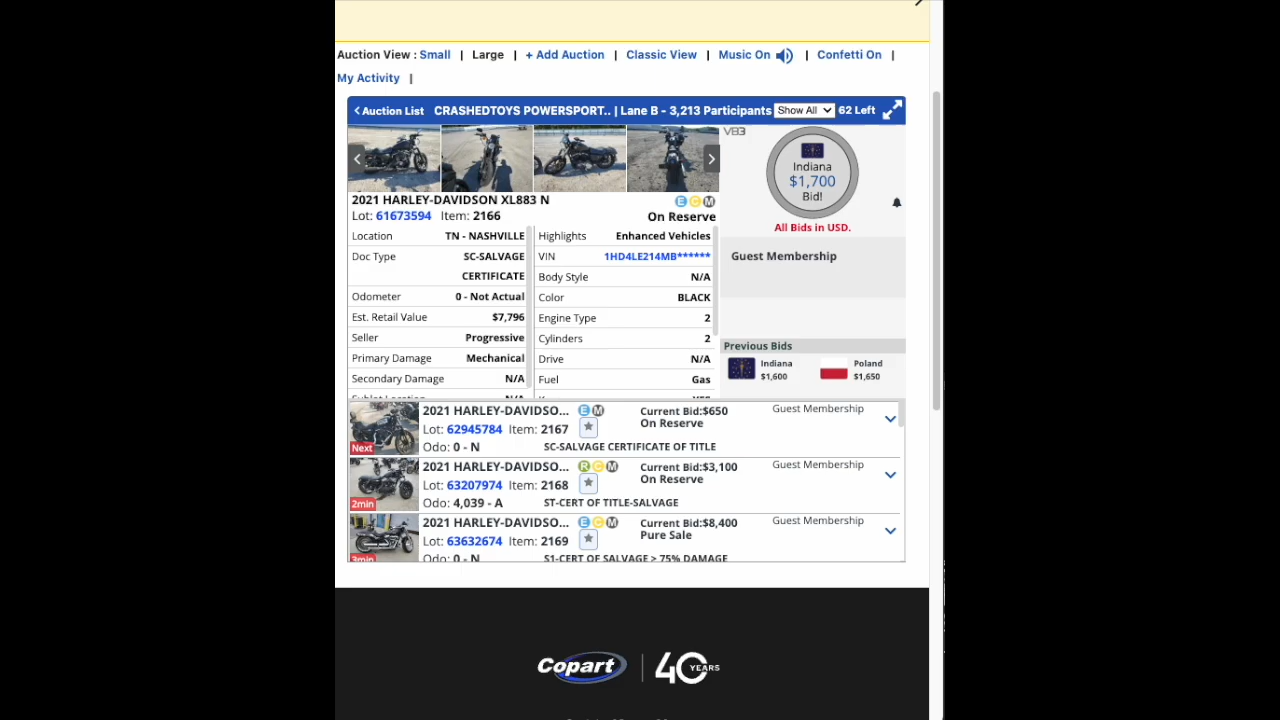 Auction View : Small | Large | + Add Auction | Classic View | Music On | Confetti On |
My Activity |
Auction List CRASHEDTOYS POWERSPORT.. | Lane B - 3,213 Participants Show All 62 Left
V83
Indiana
$1,700
Bid!
All Bids in USD.
Guest Membership
2021 HARLEY-DAVIDSON XL883 N E C M
Lot: 61673594 Item: 2166 On Reserve
Location TN - NASHVILLE
Doc Type SC-SALVAGE
CERTIFICATE
Odometer 0 - Not Actual
Est. Retail Value $7,796
Seller Progressive
Primary Damage Mechanical
Secondary Damage N/A
Highlights Enhanced Vehicles
VIN 1HD4LE214MB******
Body Style N/A
Color BLACK
Engine Type 2
Cylinders 2
Drive N/A
Fuel Gas
Previous Bids
Indiana
$1,600
Poland
$1,650
2021 HARLEY-DAVIDSO... E M Current Bid:$650 Guest Membership
On Reserve
Lot: 62945784 Item: 2167
Next Odo: 0 - N SC-SALVAGE CERTIFICATE OF TITLE
2021 HARLEY-DAVIDSO... R C M Current Bid:$3,100 Guest Membership
On Reserve
Lot: 63207974 Item: 2168
2min Odo: 4,039 - A ST-CERT OF TITLE-SALVAGE
2021 HARLEY-DAVIDSO... E C M Current Bid:$8,400 Guest Membership
Pure Sale
Lot: 63632674 Item: 2169
3min Odo: 0 - N S1-CERT OF SALVAGE > 75% DAMAGE
Copart | 40 YEARS